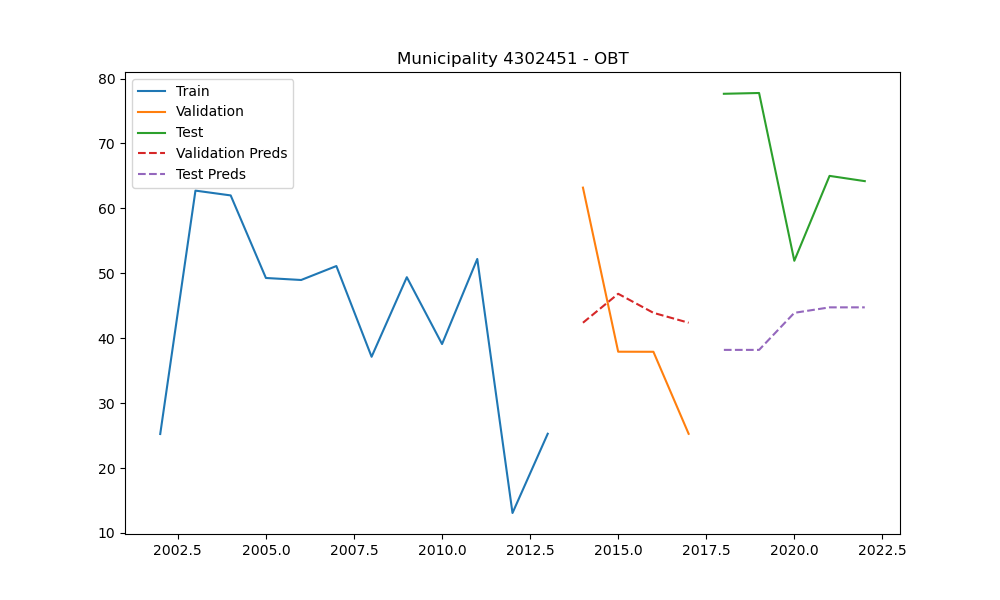 Municipality 4302451 - OBT
Train
Validation
Test
Validation Preds
Test Preds
80
70
60
50
40
30
20
10
2002.5 2005.0 2007.5 2010.0 2012.5 2015.0 2017.5 2020.0 2022.5